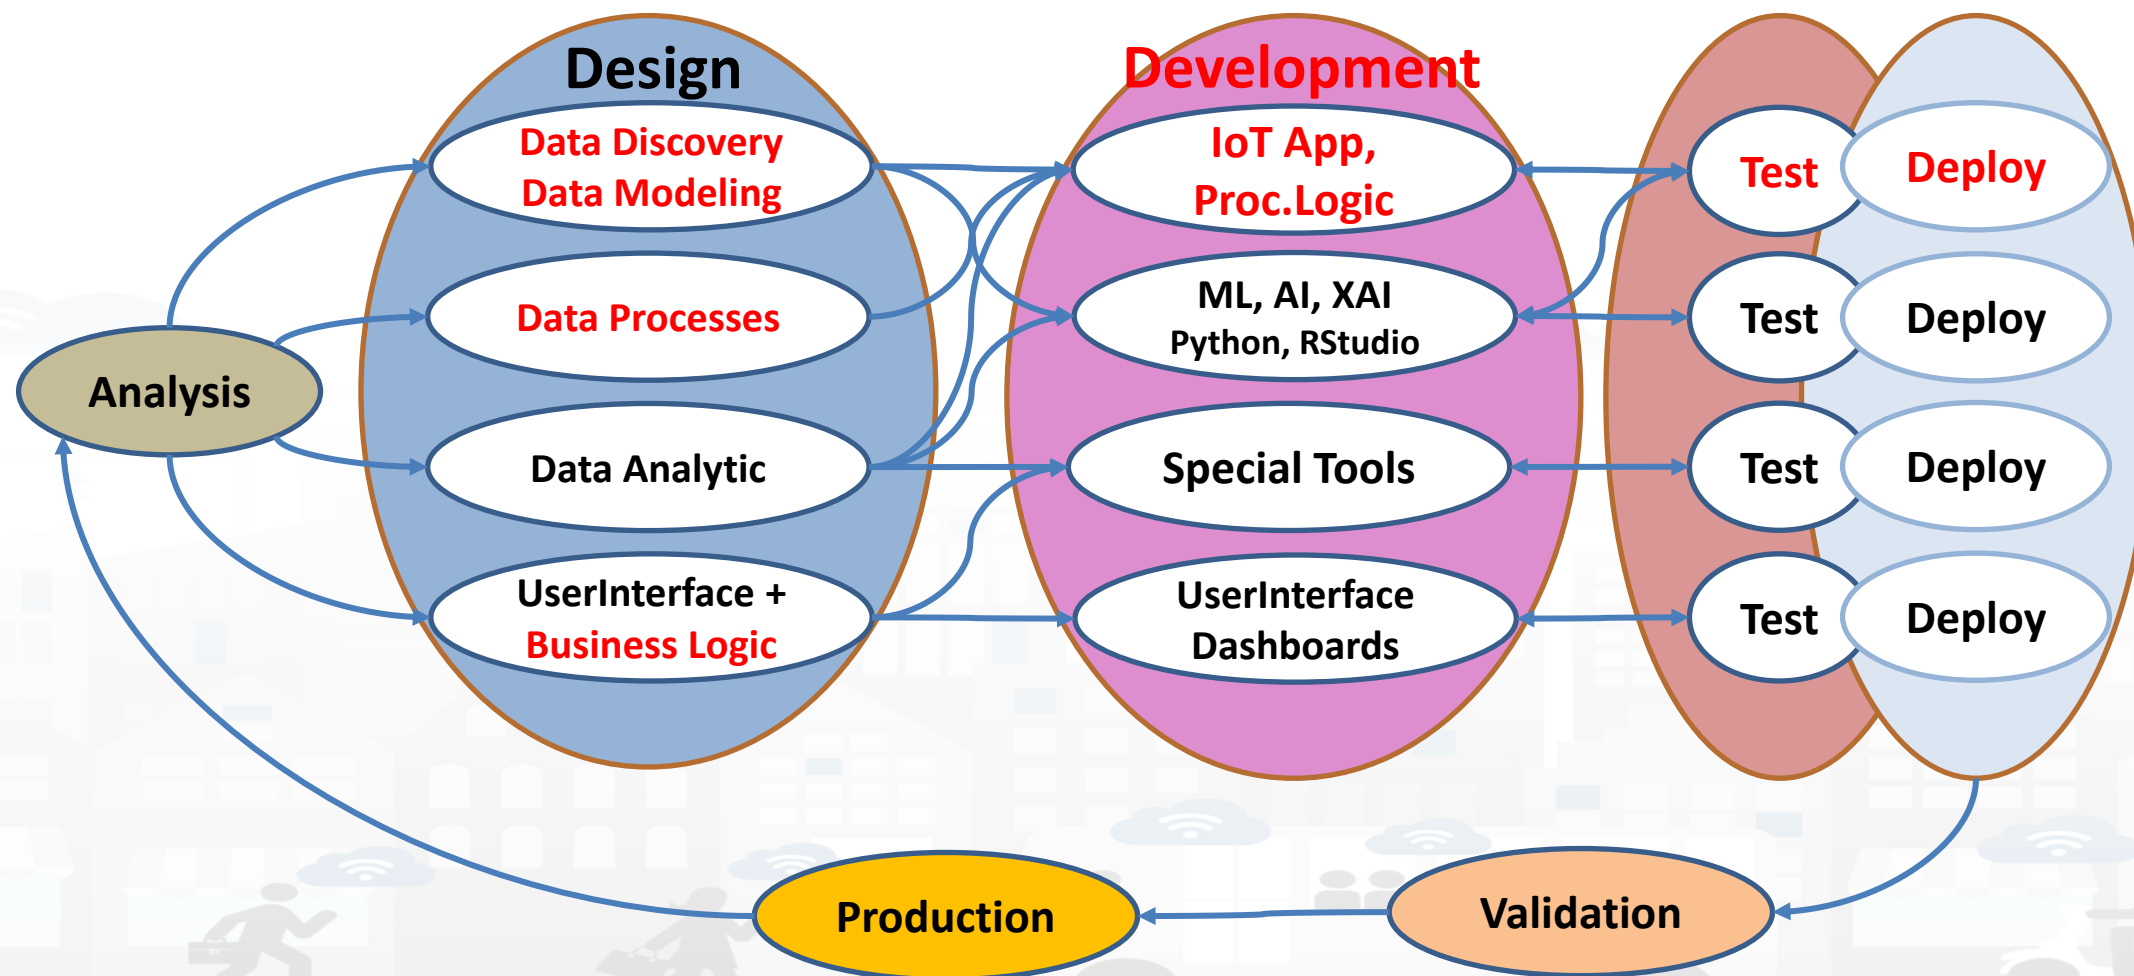 Design
Development
Data Discovery
Data Modeling
IoT App,
Proc.Logic
Test
Deploy
Data Processes
ML, AI, XAI
Python, RStudio
Test
Deploy
Analysis
Data Analytic
Special Tools
Test
Deploy
UserInterface +
Business Logic
UserInterface
Dashboards
Test
Deploy
Production
Validation